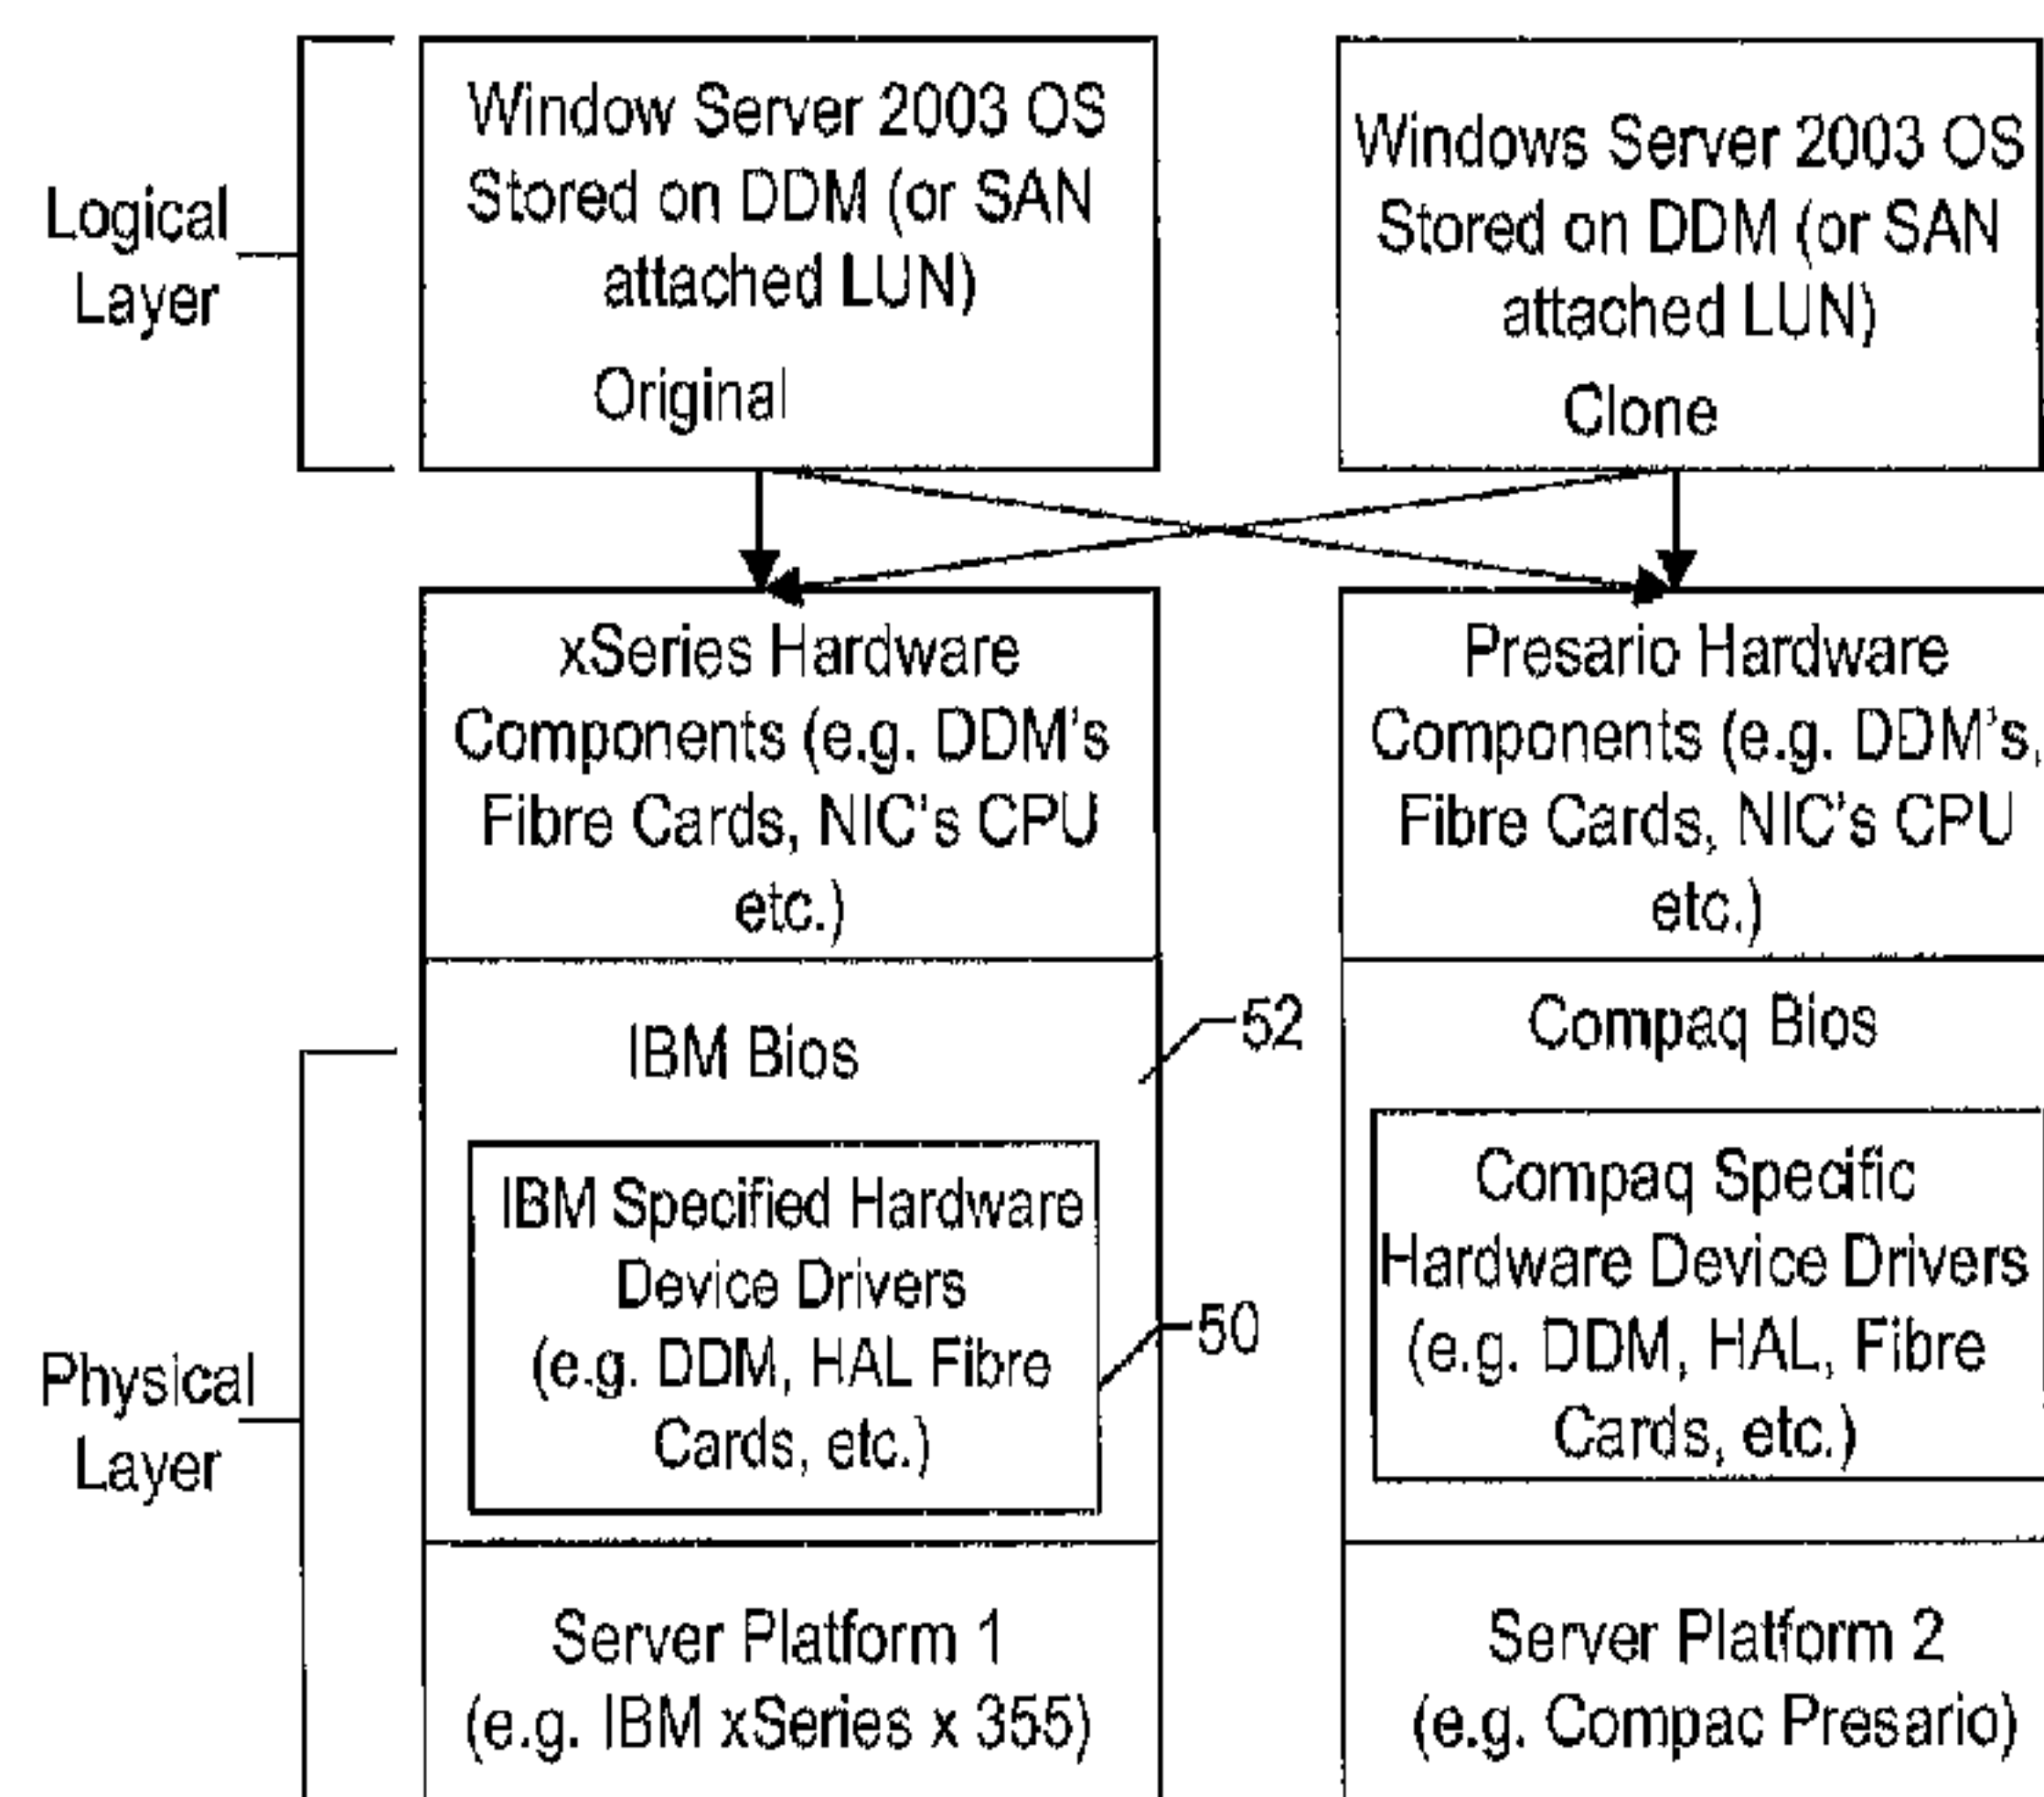 Logical
Layer
Window Server 2003 OS
Stored on DDM (or SAN
attached LUN)
Original
Windows Server 2003 OS
Stored on DDM (or SAN
attached LUN)
Clone
xSeries Hardware
Components (e.g. DDM's
Fibre Cards, NIC's CPU
etc.)
Presario Hardware
Components (e.g. DDM's,
Fibre Cards, NIC's CPU
etc.)
Physical
Layer
IBM Bios
52
IBM Specified Hardware
Device Drivers
(e.g. DDM, HAL Fibre
Cards, etc.)
50
Compaq Bios
Compaq Specific
Hardware Device Drivers
(e.g. DDM, HAL, Fibre
Cards, etc.)
Server Platform 1
(e.g. IBM xSeries x 355)
Server Platform 2
(e.g. Compac Presario)